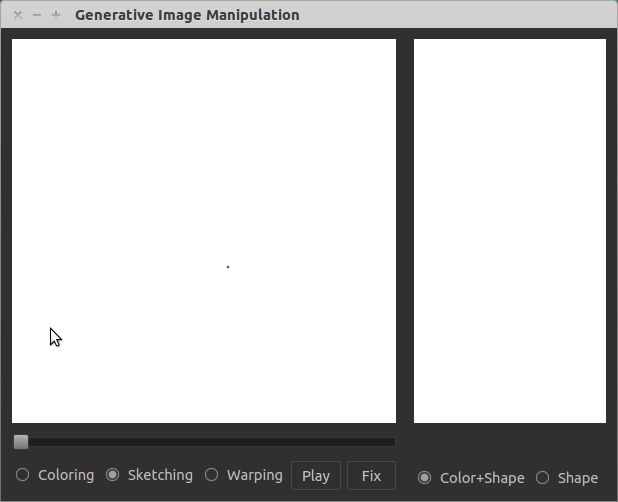 Generative Image Manipulation
Coloring Sketching Warping Play Fix Color+Shape Shape